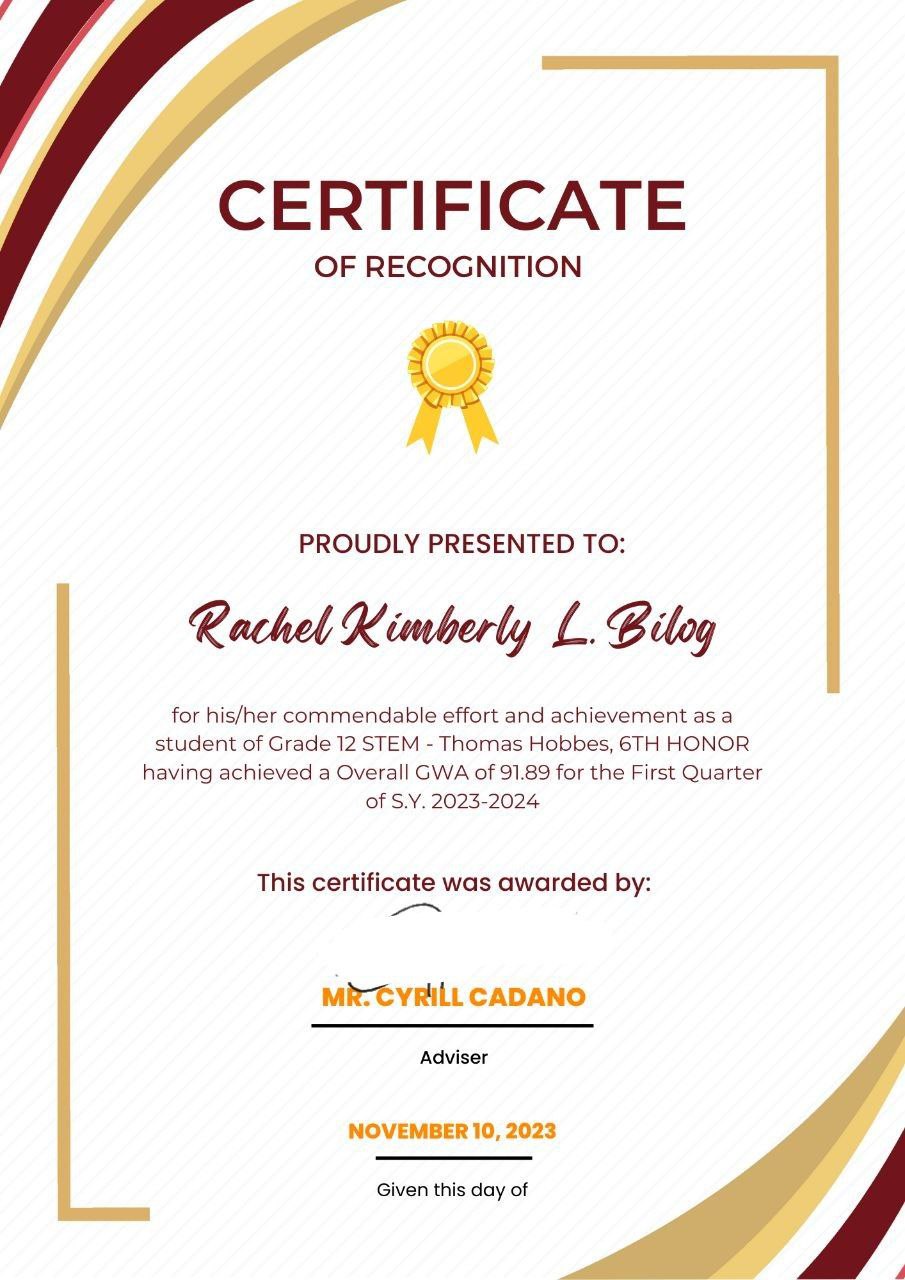 CERTIFICATE
OF RECOGNITION
PROUDLY PRESENTED TO:
Rachel Kimberly L. Bilog
for his/her commendable effort and achievement as a
student of Grade 12 STEM - Thomas Hobbes, 6TH HONOR
having achieved a Overall GWA of 91.89 for the First Quarter
of S.Y. 2023-2024
This certificate was awarded by:
MR. CYRILL CADANO
Adviser
NOVEMBER 10, 2023
Given this day of